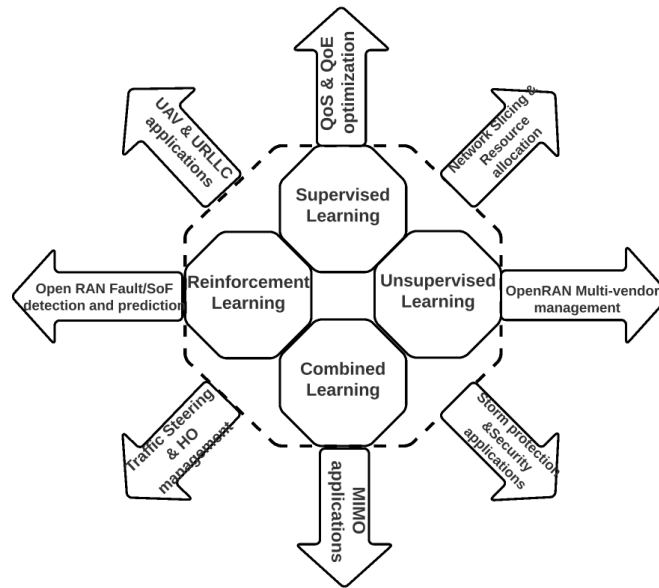 QoS & QoE
optimization
UAV & URLLC
applications
Network Slicing &
Resource
allocation
Supervised
Learning
Open RAN Fault/SoF
detection and prediction
Reinforcement
Learning
Unsupervised
Learning
OpenRAN Multi-vendor
management
Combined
Learning
Traffic Steering
& HO
management
MIMO
applications
Storm protection
&Security
applications